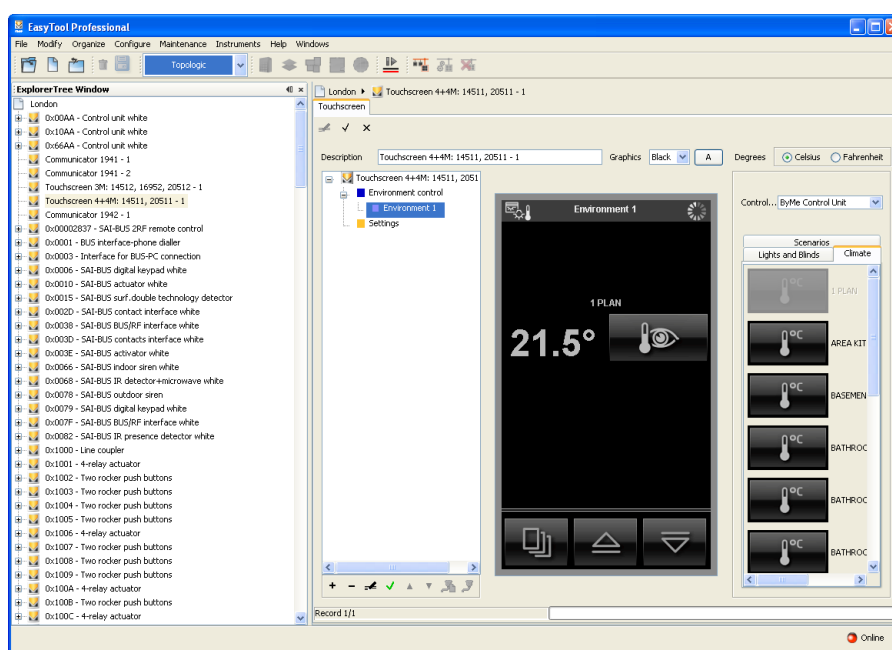 EasyTool Professional
File Modify Organize Configure Maintenance Instruments Help Windows
Topologic
ExplorerTree Window
London
0x00AA - Control unit white
0x10AA - Control unit white
0x66AA - Control unit white
Communicator 1941 - 1
Communicator 1941 - 2
Touchscreen 3M: 14512, 16952, 20512 - 1
Touchscreen 4+4M: 14511, 20511 - 1
Communicator 1942 - 1
0x00002837 - SAI-BUS 2RF remote control
0x0001 - BUS interface-phone dialler
0x0003 - Interface for BUS-PC connection
0x0006 - SAI-BUS digital keypad white
0x0010 - SAI-BUS actuator white
0x0015 - SAI-BUS surf.double technology detector
0x002D - SAI-BUS contact interface white
0x0038 - SAI-BUS BUS/RF interface white
0x003D - SAI-BUS contacts interface white
0x003E - SAI-BUS activator white
0x0066 - SAI-BUS indoor siren white
0x0068 - SAI-BUS IR detector+microwave white
0x0078 - SAI-BUS outdoor siren
0x0079 - SAI-BUS digital keypad white
0x007F - SAI-BUS BUS/RF interface white
0x0082 - SAI-BUS IR presence detector white
0x1000 - Line coupler
0x1001 - 4-relay actuator
0x1002 - Two rocker push buttons
0x1003 - Two rocker push buttons
0x1004 - Two rocker push buttons
0x1005 - Two rocker push buttons
0x1006 - 4-relay actuator
0x1007 - Two rocker push buttons
0x1008 - Two rocker push buttons
0x1009 - Two rocker push buttons
0x100A - 4-relay actuator
0x100B - Two rocker push buttons
0x100C - 4-relay actuator
London Touchscreen 4+4M: 14511, 20511 - 1
Touchscreen
Description Touchscreen 4+4M: 14511, 20511 - 1 Graphics Black A Degrees Celsius Fahrenheit
Touchscreen 4+4M: 14511, 2051
Environment control
Environment 1
Settings
Environment 1
1 PLAN
21.5°
Control... ByMe Control Unit
Scenarios
Lights and Blinds Climate
°C 1 PLAN
°C AREA KIT
°C BASEMEN
°C BATHROC
°C BATHROC
°C BATHROC
Record 1/1
Online